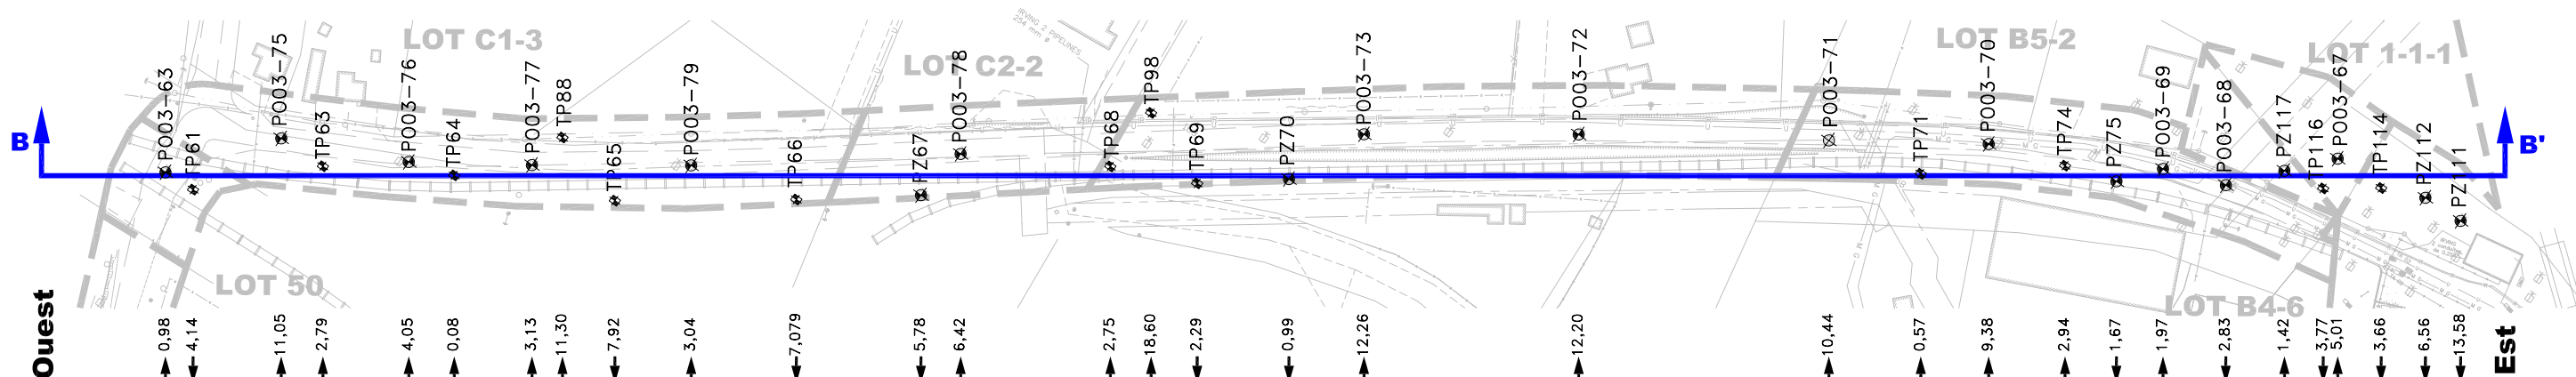 IRVING 2 PIPELINES
254 mm ø
LOT C1-3
LOT C2-2
LOT B5-2
LOT 1-1-1
LOT 50
LOT B4-6
B
B'
P003-63
TP61
P003-75
TP63
P003-76
TP64
P003-77
TP88
TP65
P003-79
TP66
PZ67
P003-78
TP68
TP98
TP69
PZ70
P003-73
P003-72
P003-71
TP71
P003-70
TP74
PZ75
P003-69
P003-68
PZ117
TP116
P003-67
TP114
PZ112
PZ111
Ouest
0,98
4,14
11,05
2,79
4,05
0,08
3,13
11,30
7,92
3,04
7,079
5,78
6,42
2,75
18,60
2,29
0,99
12,26
12,20
10,44
0,57
9,38
2,94
1,67
1,97
2,83
1,42
3,77
5,01
3,66
6,56
13,58
Est